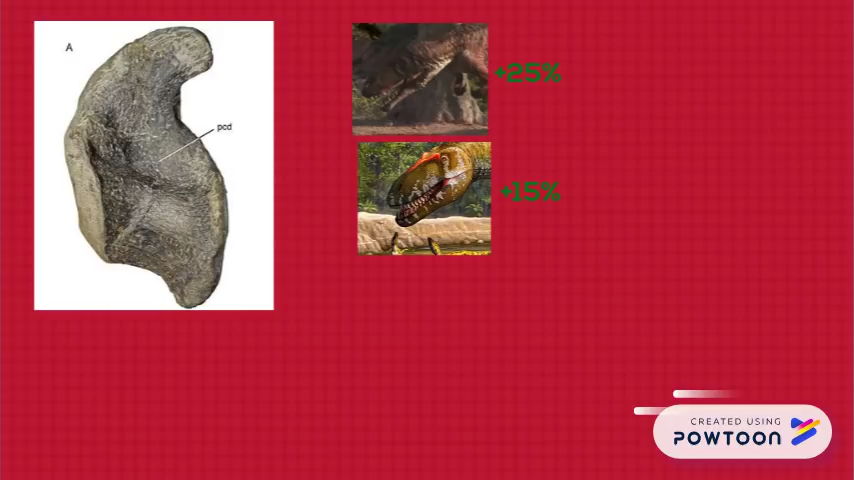 A
pcd
+25%
+15%
CREATED USING
POWTOON